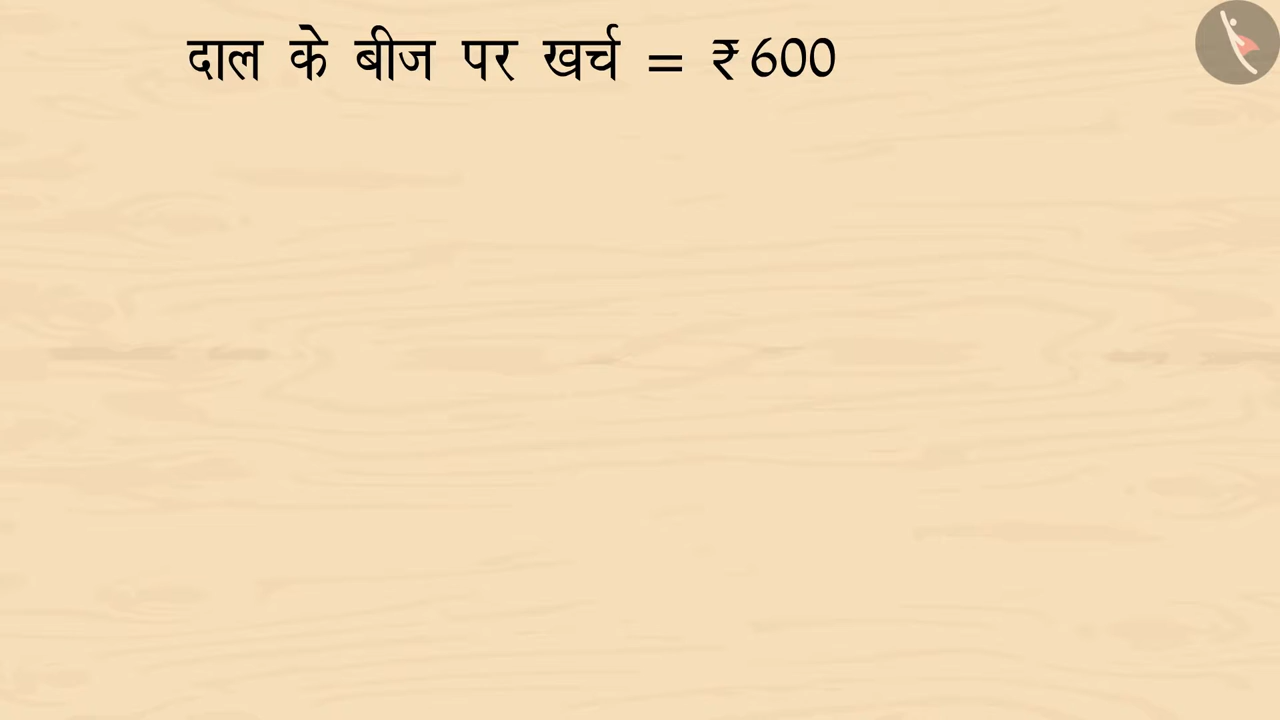 दाल के बीज पर खर्च = ₹600